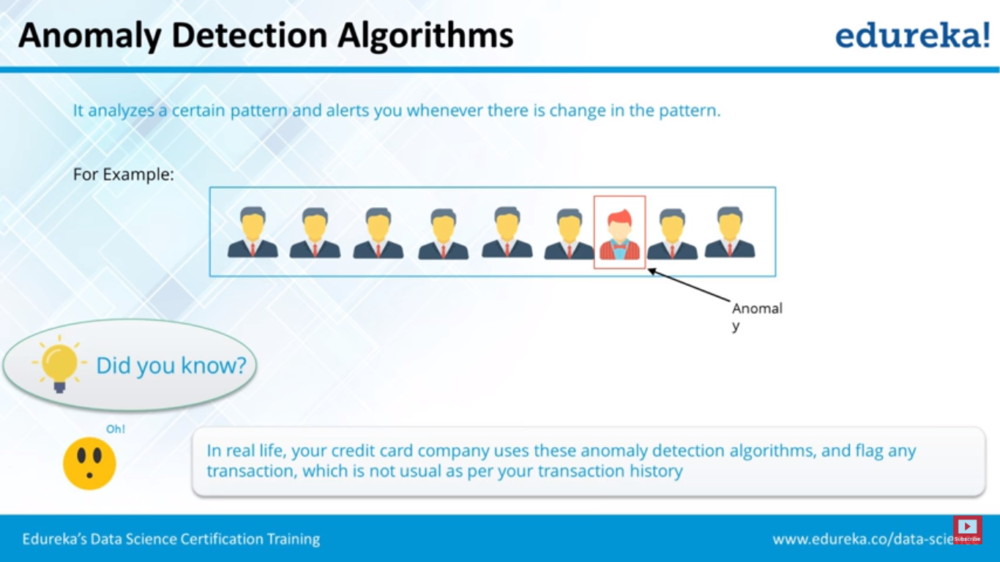 Anomaly Detection Algorithms
edureka!
It analyzes a certain pattern and alerts you whenever there is change in the pattern.
For Example:
Anomal
y
Did you know?
Oh!
In real life, your credit card company uses these anomaly detection algorithms, and flag any
transaction, which is not usual as per your transaction history
Edureka's Data Science Certification Training
www.edureka.co/data-scie
Subscribe